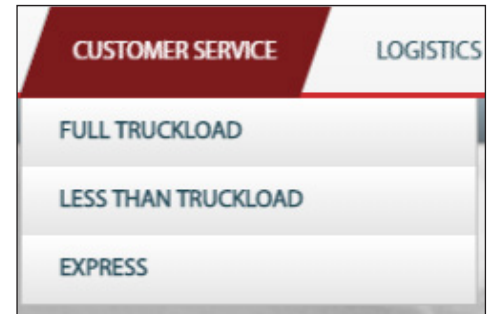 CUSTOMER SERVICE LOGISTICS
FULL TRUCKLOAD
LESS THAN TRUCKLOAD
EXPRESS